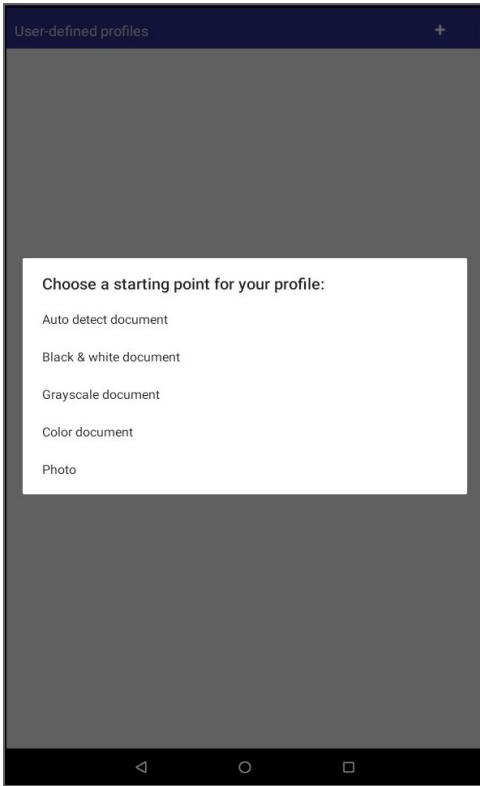 User-defined profiles +
Choose a starting point for your profile:
Auto detect document
Black & white document
Grayscale document
Color document
Photo